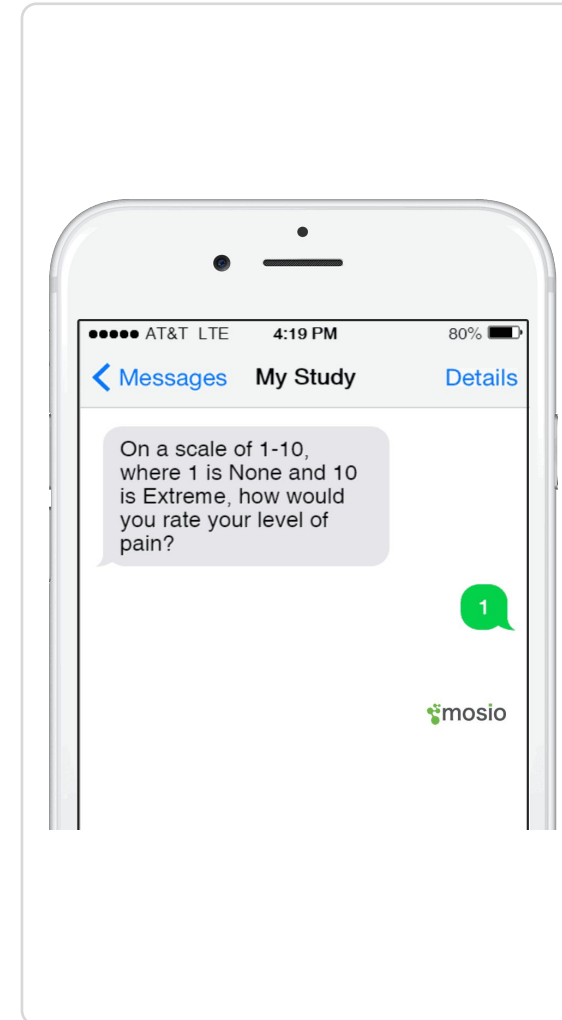 AT&T LTE 4:19 PM 80%
Messages My Study Details
On a scale of 1-10,
where 1 is None and 10
is Extreme, how would
you rate your level of
pain?
1
mosio